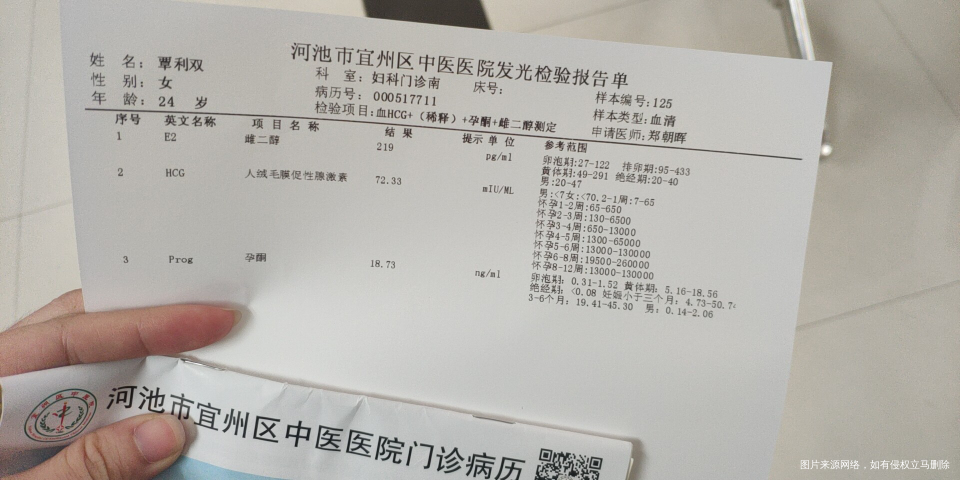 河池市宜州区中医医院发光检验报告单
姓 名: 覃利双 科 室: 妇科门诊南 床号: 样本编号:125
性 别: 女 病历号: 000517711 样本类型:血清
年 龄: 24 岁 检验项目:血HCG+(稀释)+孕酮+雌二醇测定 申请医师:郑朝晖
序号 英文名称 项 目 名 称 结 果 提示 单 位 参考范围
1 E2 雌二醇 219 pg/ml 卵泡期:27-122 排卵期:95-433
黄体期:49-291 绝经期:20-40
男:20-47
2 HCG 人绒毛膜促性腺激素 72.33 mIU/ML 男:<7女:<70.2-1周:7-65
怀孕1-2周:65-650
怀孕2-3周:130-6500
怀孕3-4周:650-13000
怀孕4-5周:1300-65000
怀孕5-6周:13000-130000
怀孕6-8周:19500-260000
怀孕8-12周:13000-130000
3 Prog 孕酮 18.73 ng/ml 卵泡期: 0.31-1.52 黄体期: 5.16-18.56
绝经期: <0.08 妊娠小于三个月: 4.73-50.7
3-6个月: 19.41-45.30 男: 0.14-2.06
河池市宜州区中医医院门诊病历
图片来源网络，如有侵权立马删除